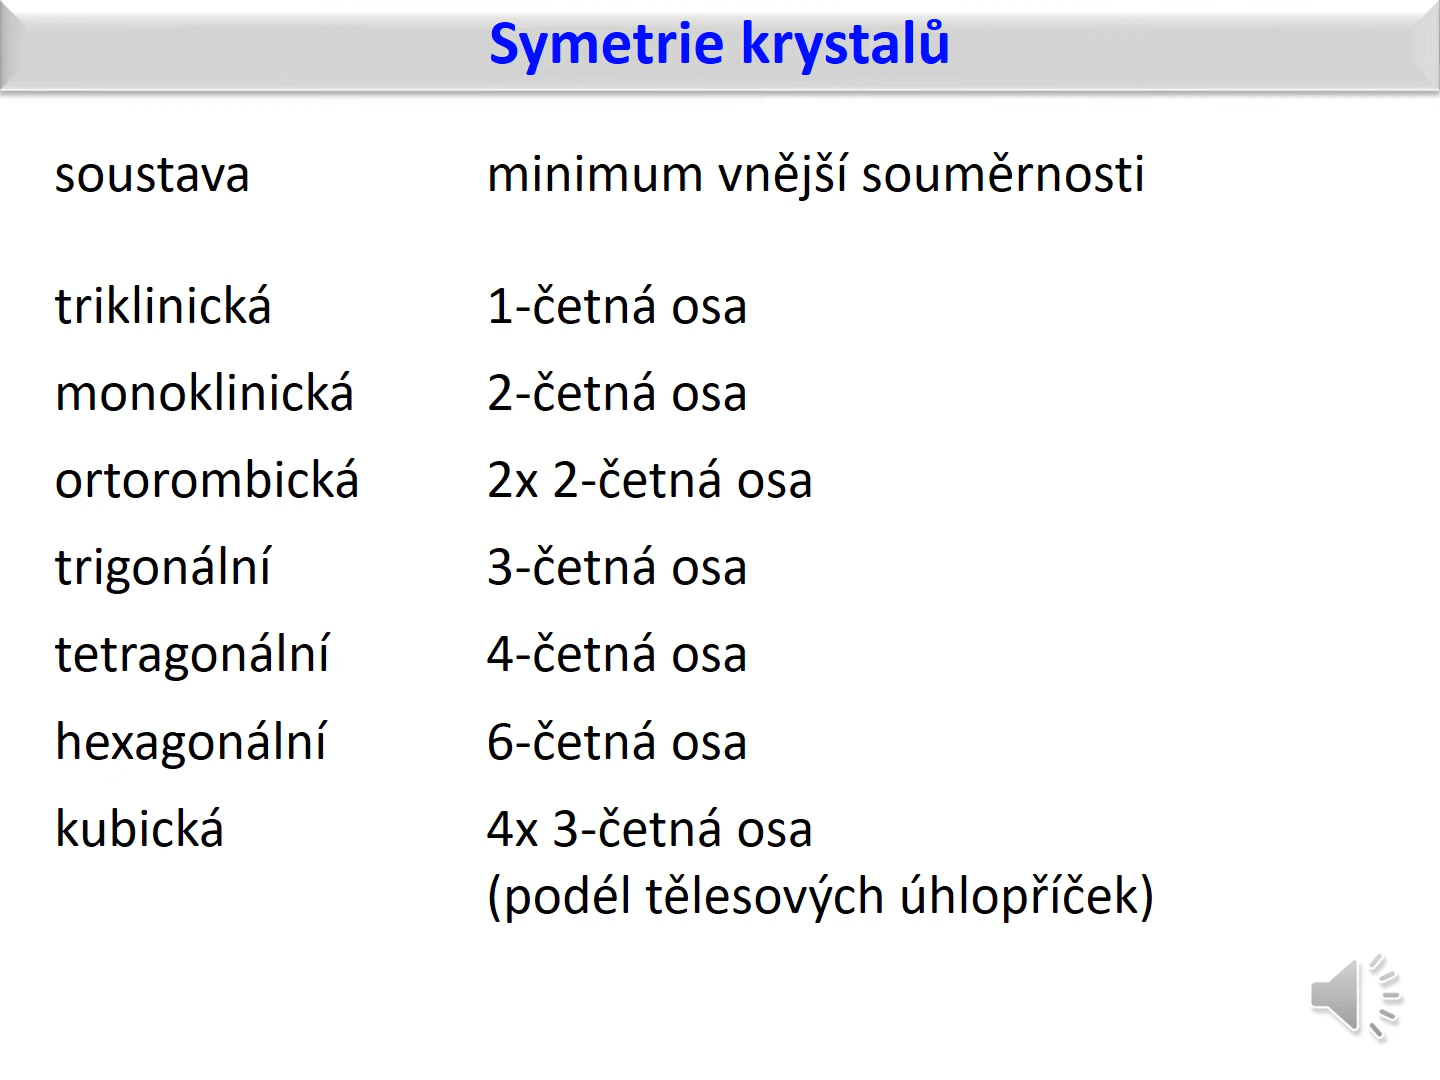 Symetrie krystalů
soustava minimum vnější souměrnosti
triklinická 1-četná osa
monoklinická 2-četná osa
ortorombická 2x 2-četná osa
trigonální 3-četná osa
tetragonální 4-četná osa
hexagonální 6-četná osa
kubická 4x 3-četná osa
(podél tělesových úhlopříček)